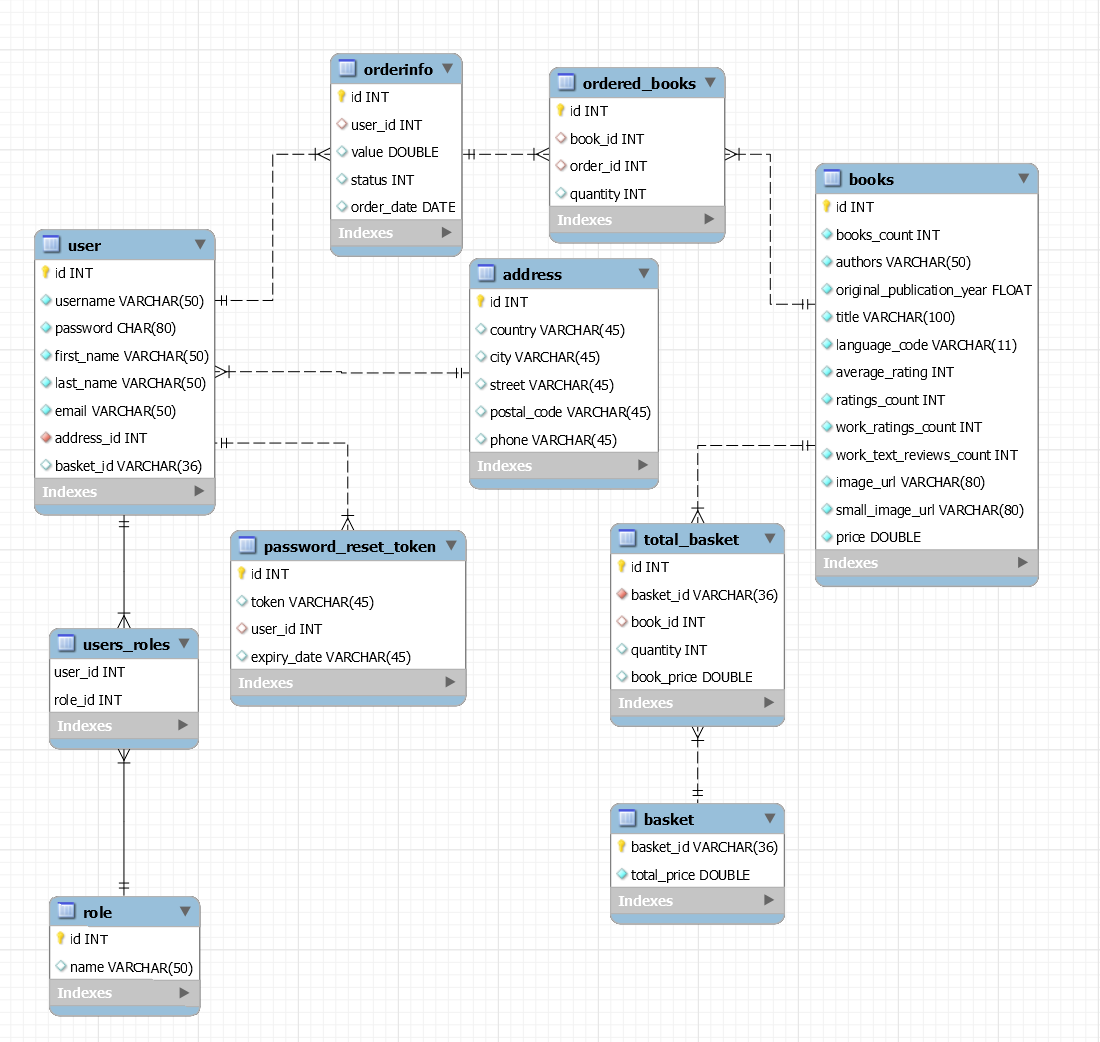 orderinfo
id INT
user_id INT
value DOUBLE
status INT
order_date DATE
Indexes
ordered_books
id INT
book_id INT
order_id INT
quantity INT
Indexes
books
id INT
books_count INT
authors VARCHAR(50)
original_publication_year FLOAT
title VARCHAR(100)
language_code VARCHAR(11)
average_rating INT
ratings_count INT
work_ratings_count INT
work_text_reviews_count INT
image_url VARCHAR(80)
small_image_url VARCHAR(80)
price DOUBLE
Indexes
user
id INT
username VARCHAR(50)
password CHAR(80)
first_name VARCHAR(50)
last_name VARCHAR(50)
email VARCHAR(50)
address_id INT
basket_id VARCHAR(36)
Indexes
address
id INT
country VARCHAR(45)
city VARCHAR(45)
street VARCHAR(45)
postal_code VARCHAR(45)
phone VARCHAR(45)
Indexes
password_reset_token
id INT
token VARCHAR(45)
user_id INT
expiry_date VARCHAR(45)
Indexes
total_basket
id INT
basket_id VARCHAR(36)
book_id INT
quantity INT
book_price DOUBLE
Indexes
users_roles
user_id INT
role_id INT
Indexes
basket
basket_id VARCHAR(36)
total_price DOUBLE
Indexes
role
id INT
name VARCHAR(50)
Indexes